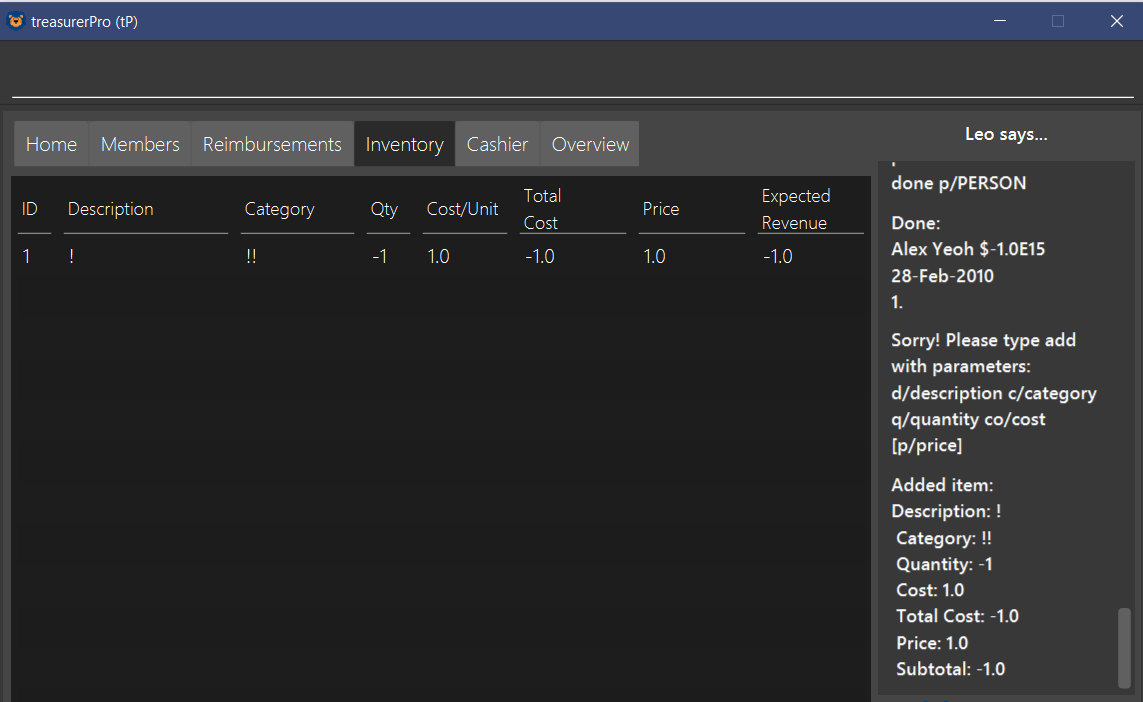 treasurerPro (tP)
Home Members Reimbursements Inventory Cashier Overview
ID Description Category Qty Cost/Unit Total Cost Price Expected Revenue
1 ! !! -1 1.0 -1.0 1.0 -1.0
Leo says...
done p/PERSON
Done:
Alex Yeoh $-1.0E15
28-Feb-2010
1.
Sorry! Please type add
with parameters:
d/description c/category
q/quantity co/cost
[p/price]
Added item:
Description: !
Category: !!
Quantity: -1
Cost: 1.0
Total Cost: -1.0
Price: 1.0
Subtotal: -1.0